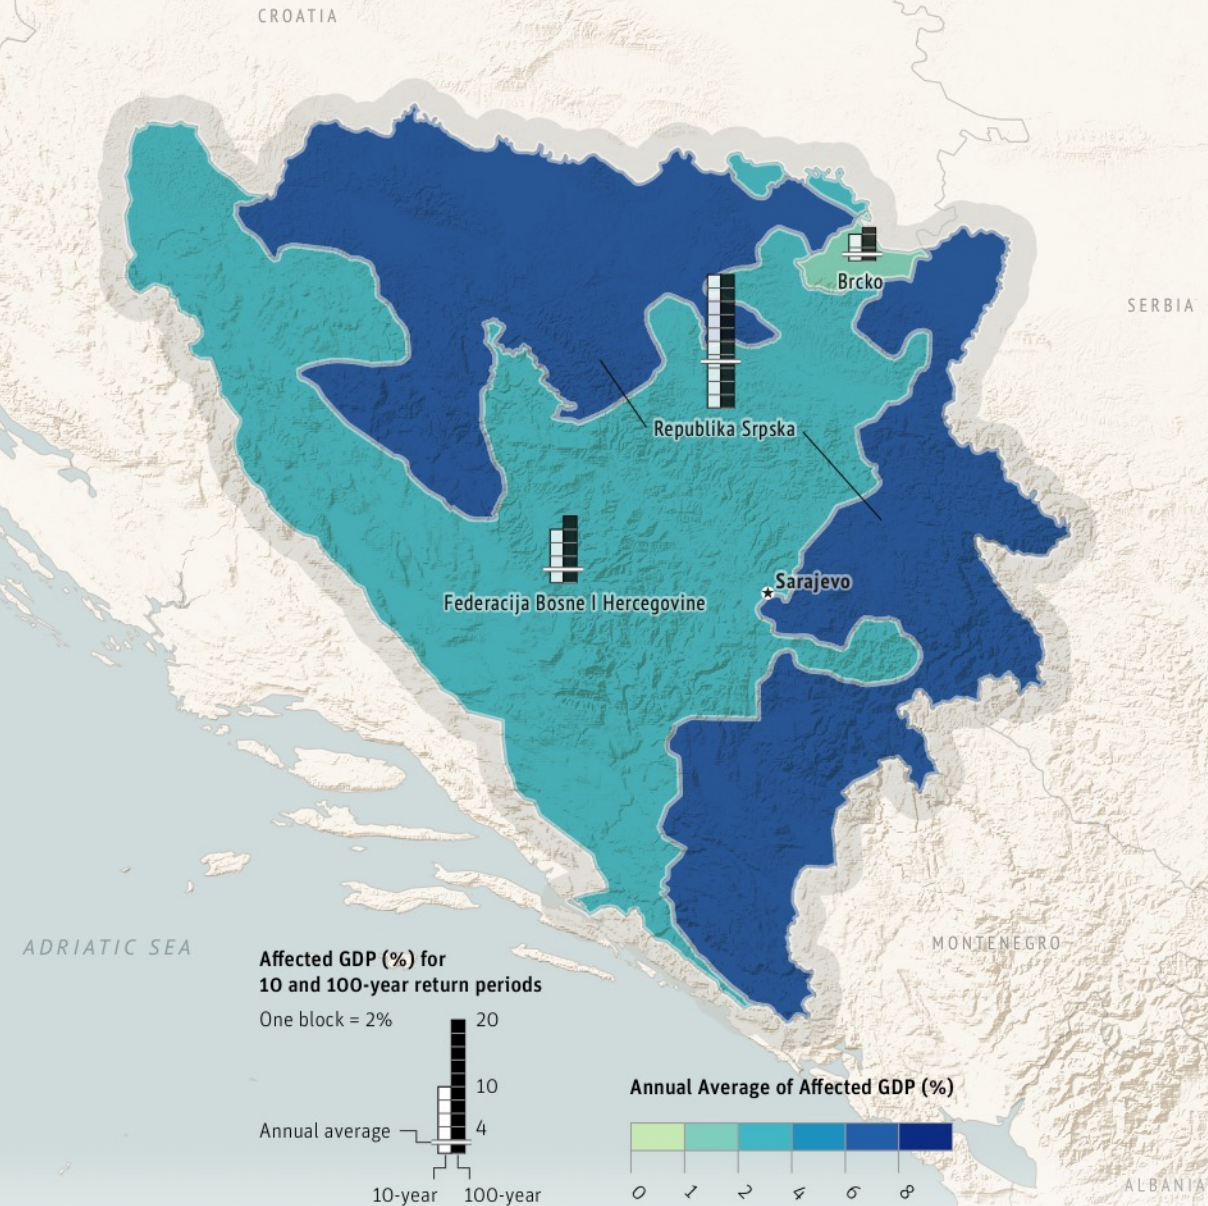 CROATIA
Brcko
SERBIA
Republika Srpska
Sarajevo
Federacija Bosne I Hercegovine
ADRIATIC SEA
MONTENEGRO
Affected GDP (%) for
10 and 100-year return periods
One block = 2%
20
10
Annual average
4
10-year
100-year
Annual Average of Affected GDP (%)
0 1 2 4 6 8
ALBANIA